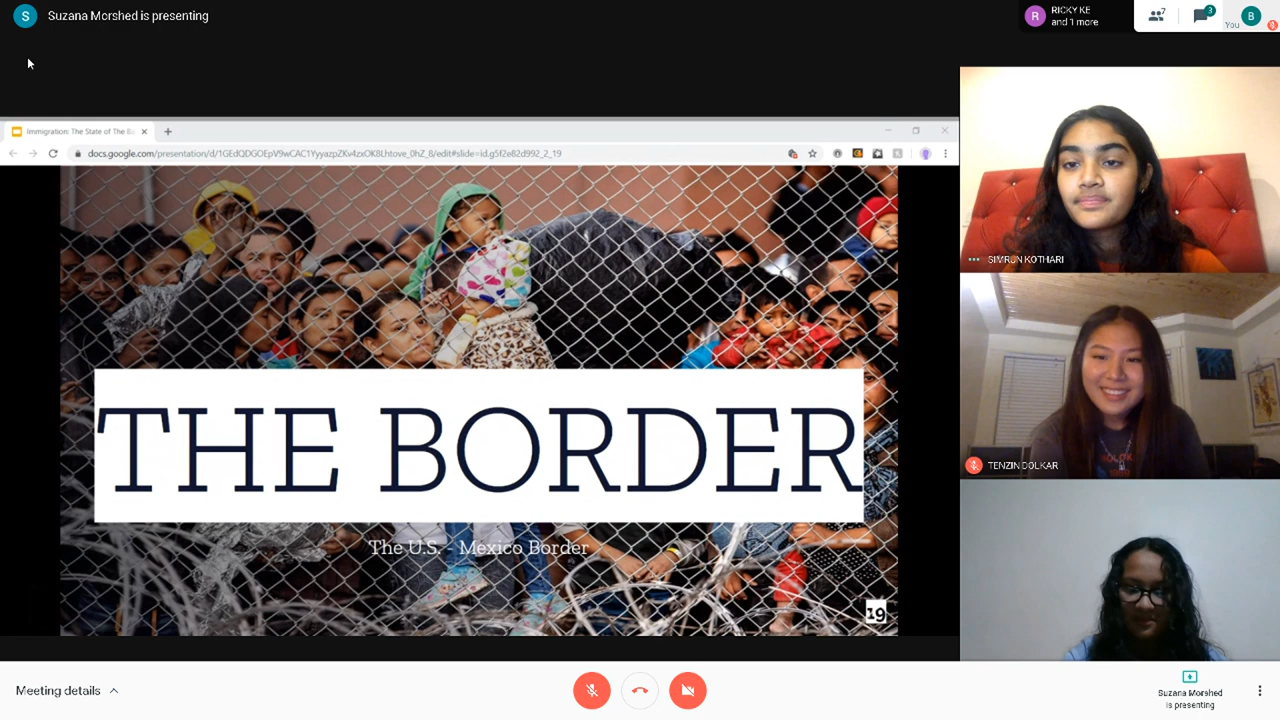 S
Suzana Morshed is presenting
R
RICKY KE
and 1 more
7
3
You
B
Immigration: The State of The Bo
docs.google.com/presentation/d/1GEdQDGOEpV9wCAC1YyyazpZKv4zxOK8Lhtove_0hZ_8/edit#slide=id.g5f2e82d992_2_19
THE BORDER
The U.S. - Mexico Border
19
SIMRUN KOTHARI
TENZIN DOLKAR
Meeting details
Suzana Morshed
is presenting